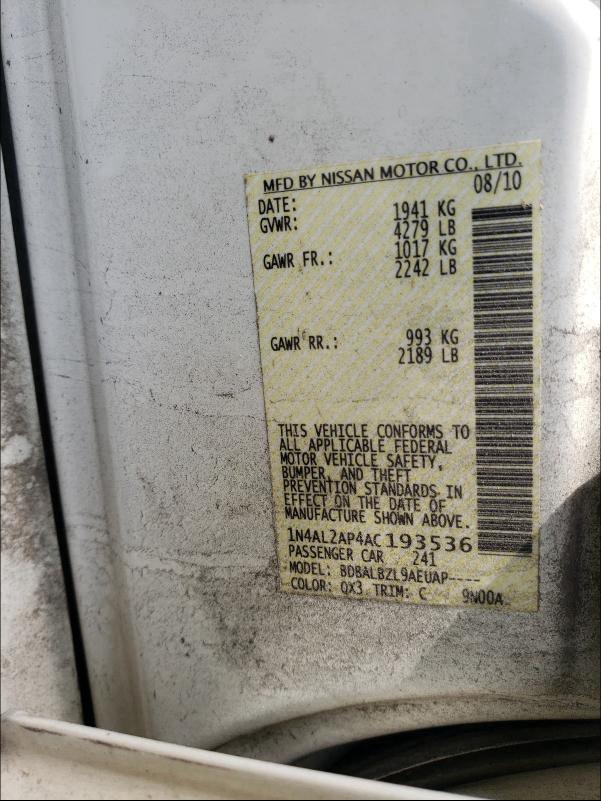 MFD BY NISSAN MOTOR CO., LTD.
DATE: 08/10
GVWR: 1941 KG
4279 LB
GAWR FR.: 1017 KG
2242 LB
GAWR RR.: 993 KG
2189 LB
THIS VEHICLE CONFORMS TO
ALL APPLICABLE FEDERAL
MOTOR VEHICLE SAFETY,
BUMPER, AND THEFT
PREVENTION STANDARDS IN
EFFECT ON THE DATE OF
MANUFACTURE SHOWN ABOVE.
1N4AL2AP4AC193536
PASSENGER CAR 241
MODEL: BDBALBZL9AEUAP----
COLOR: QX3 TRIM: C 9N00A